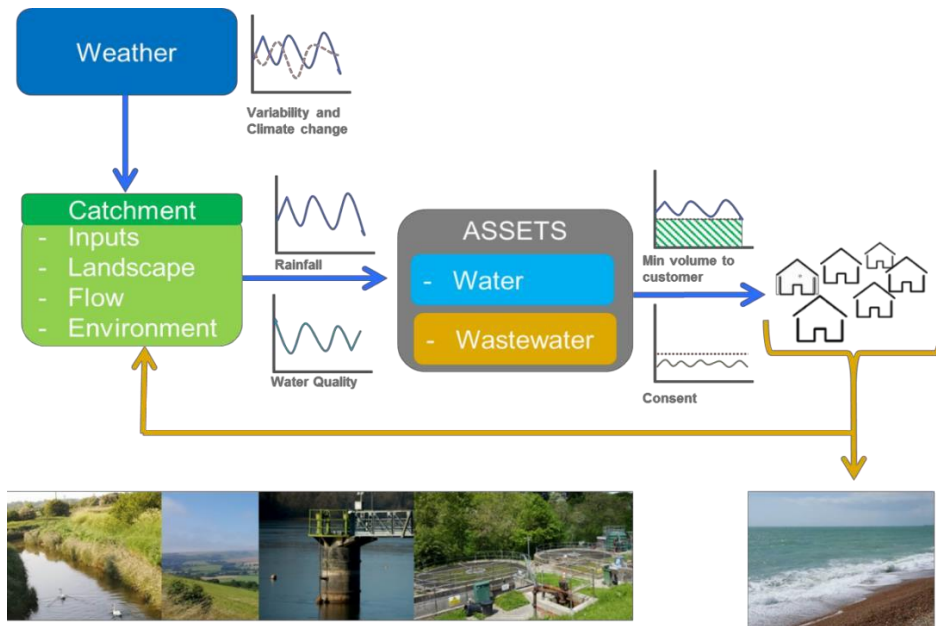 Weather
Variability and
Climate change
Catchment
- Inputs
- Landscape
- Flow
- Environment
Rainfall
Water Quality
ASSETS
- Water
- Wastewater
Min volume to
customer
Consent